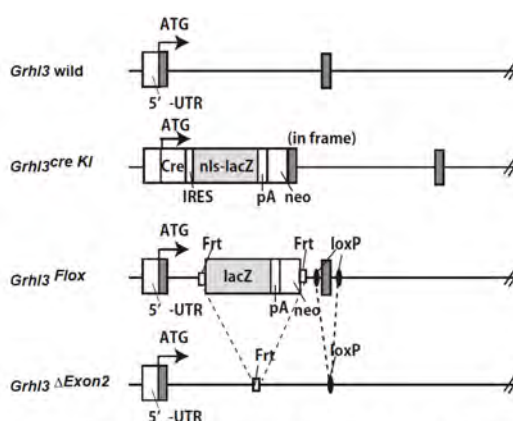 ATG
Grhl3 wild
5' -UTR
ATG
(in frame)
Grhl3cre KI
Cre nls-lacZ
IRES pA neo
ATG
Frt Frt loxP
Grhl3 Flox
lacZ
5' -UTR pA neo
ATG
Frt loxP
Grhl3 ΔExon2
5' -UTR